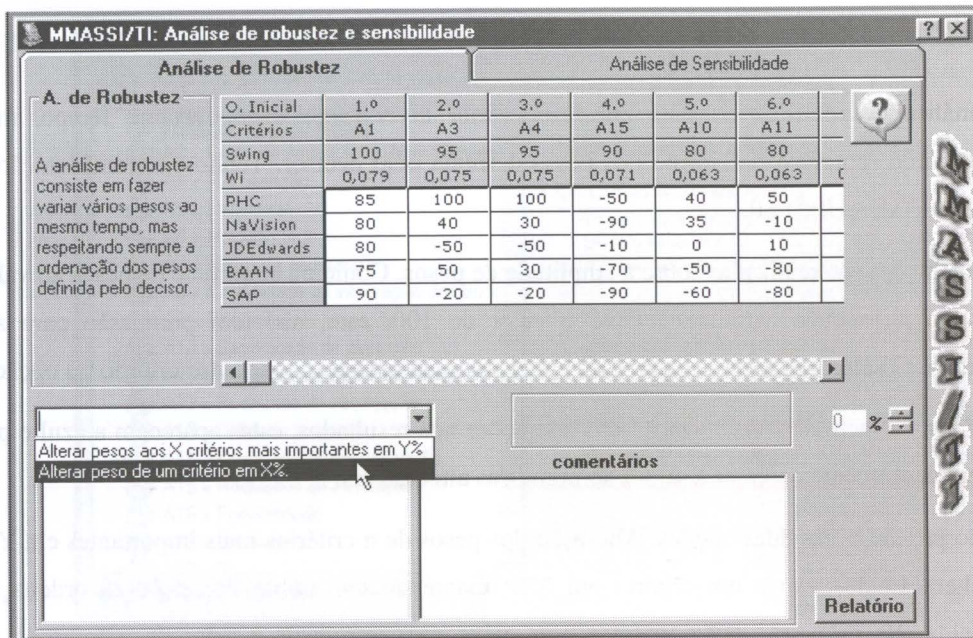 MMASSI/TI: Análise de robustez e sensibilidade
Análise de Robustez
Análise de Sensibilidade
A. de Robustez
A análise de robustez
consiste em fazer
variar vários pesos ao
mesmo tempo, mas
respeitando sempre a
ordenação dos pesos
definida pelo decisor.
O. Inicial 1.º 2.º 3.º 4.º 5.º 6.º
Critérios A1 A3 A4 A15 A10 A11
Swing 100 95 95 90 80 80
Wi 0,079 0,075 0,075 0,071 0,063 0,063
PHC 85 100 100 -50 40 50
NaVision 80 40 30 -90 35 -10
JDEdwards 80 -50 -50 -10 0 10
BAAN 75 50 30 -70 -50 -80
SAP 90 -20 -20 -90 -60 -80
MMASSI/TI
0 %
Alterar pesos aos X critérios mais importantes em Y%
Alterar peso de um critério em X%.
comentários
Relatório